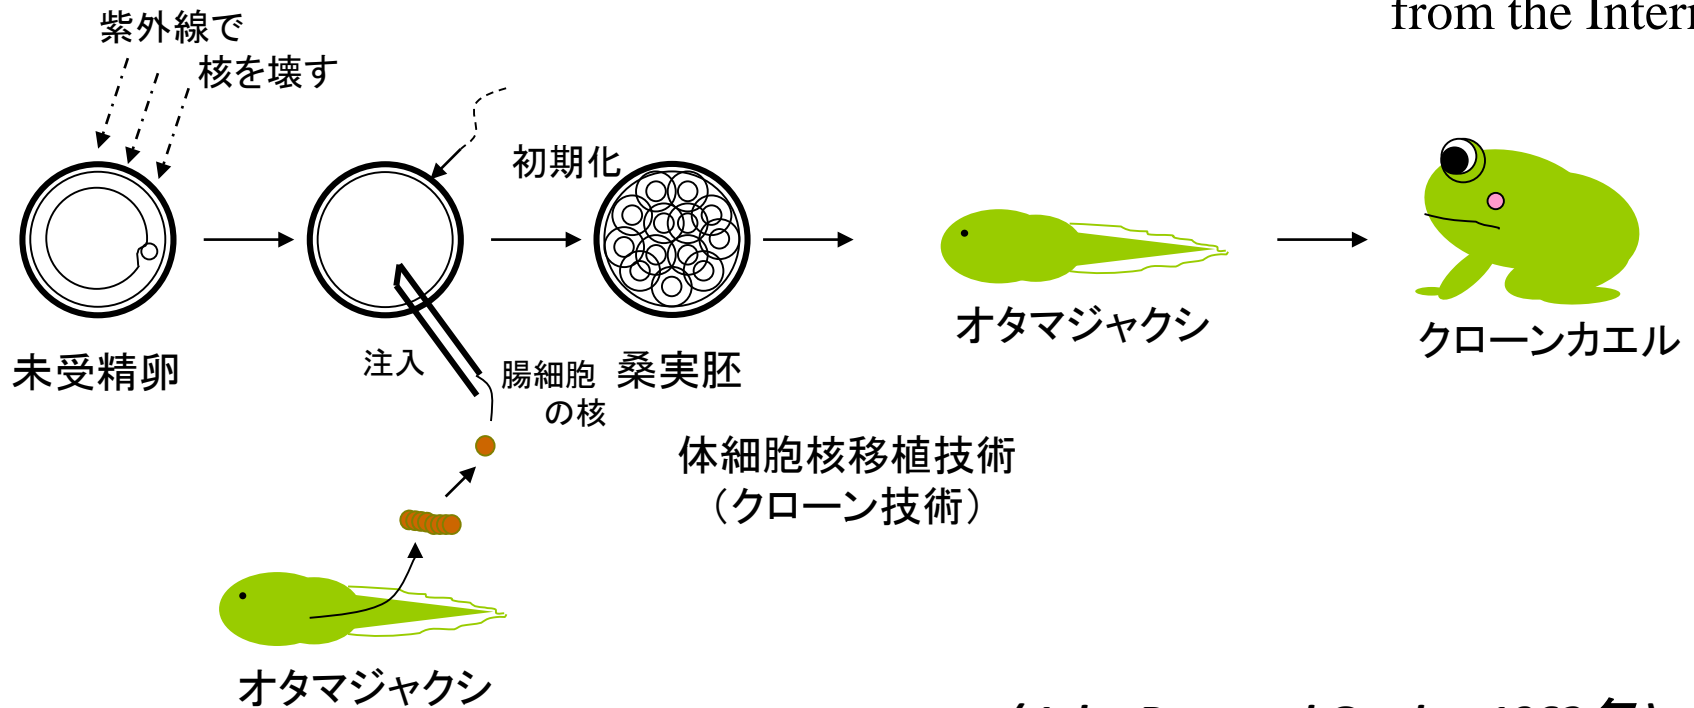 from the
紫外線で
核を壊す
初期化
未受精卵
注入
腸細胞
の核
桑実胚
オタマジャクシ
クローンカエル
体細胞核移植技術
（クローン技術）
オタマジャクシ